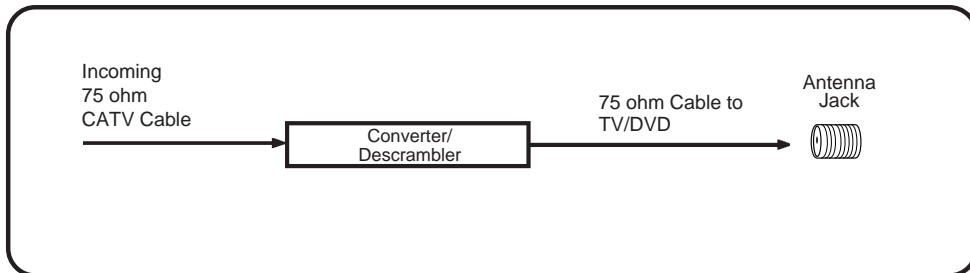 Incoming
75 ohm
CATV Cable
Converter/
Descrambler
75 ohm Cable to
TV/DVD
Antenna
Jack